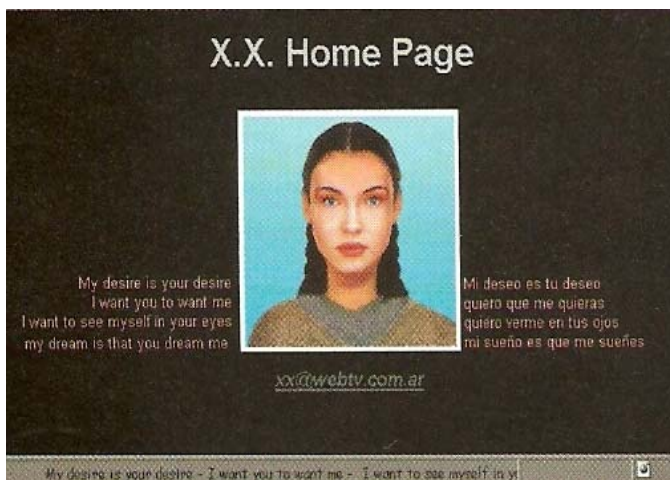 X.X. Home Page
My desire is your desire
I want you to want me
I want to see myself in your eyes
my dream is that you dream me
Mi deseo es tu deseo
quiero que me quieras
quiero verme en tus ojos
mi sueño es que me sueñes
xx@webtv.com.ar
My desire is your desire - I want you to want me - I want to see myself in y